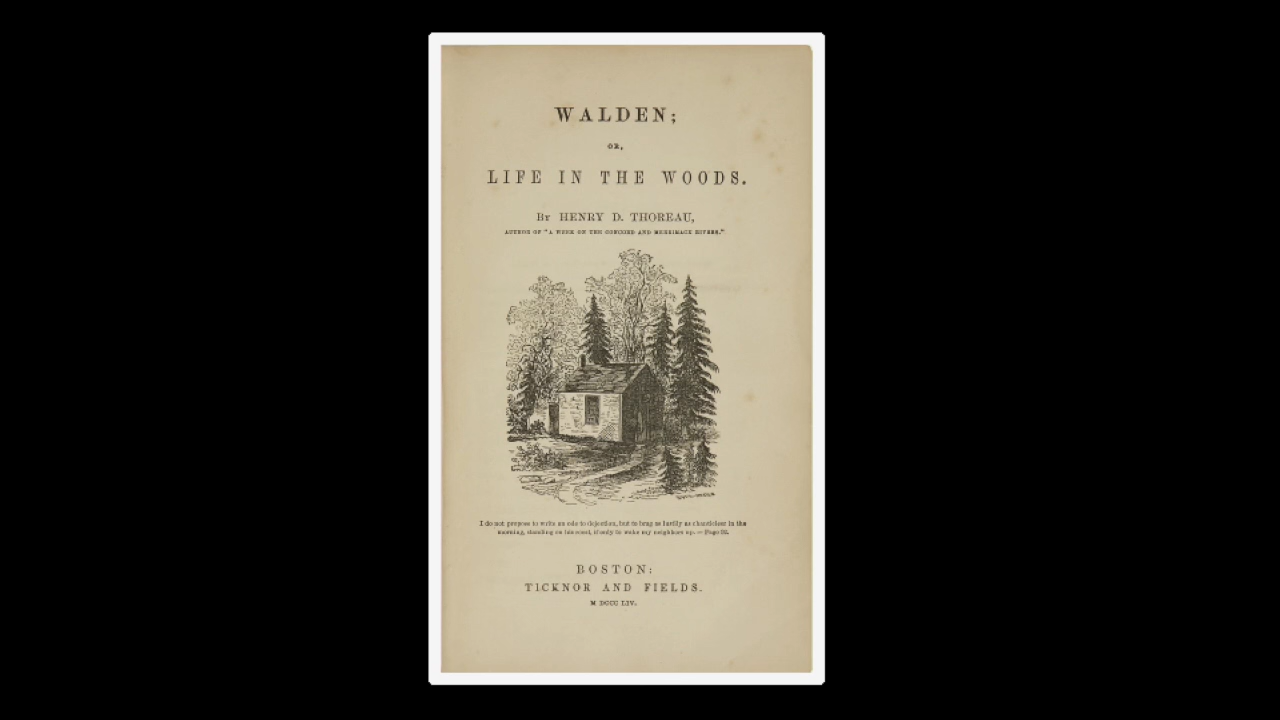 WALDEN;
OR,
LIFE IN THE WOODS.
BY HENRY D. THOREAU,
AUTHOR OF "A WEEK ON THE CONCORD AND MERRIMACK RIVERS."
I do not propose to write an ode to dejection, but to brag as lustily as chanticleer in the
morning, standing on his roost, if only to wake my neighbors up. — Page 92.
BOSTON:
TICKNOR AND FIELDS.
M DCCC LIV.